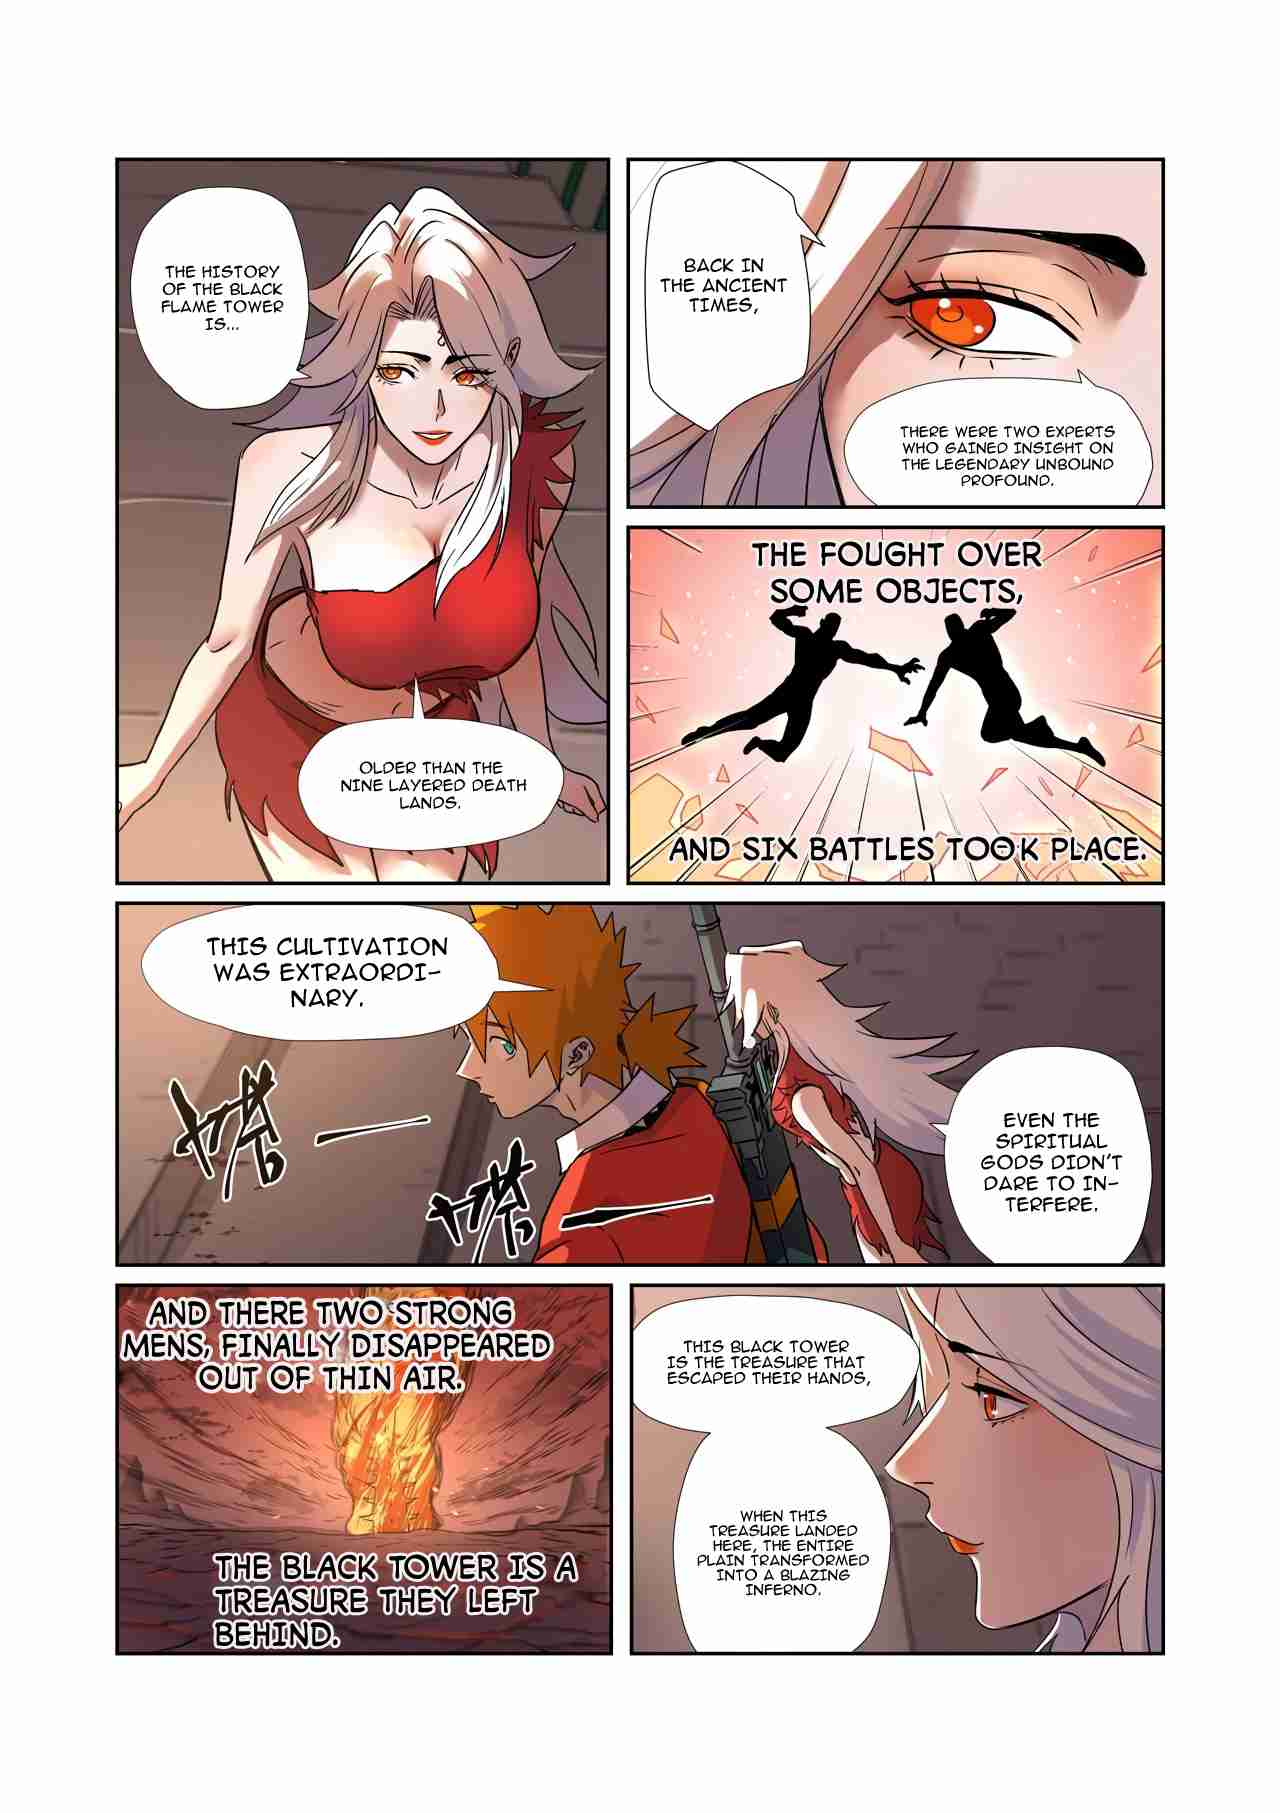 THE HISTORY
OF THE BLACK
FLAME TOWER
IS...
OLDER THAN THE
NINE LAYERED DEATH
LANDS.
BACK IN
THE ANCIENT
TIMES,
THERE WERE TWO EXPERTS
WHO GAINED INSIGHT ON
THE LEGENDARY UNBOUND
PROFOUND.
THE FOUGHT OVER
SOME OBJECTS,
AND SIX BATTLES TOOK PLACE.
THIS CULTIVATION
WAS EXTRAORDI-
NARY.
EVEN THE
SPIRITUAL
GODS DIDN'T
DARE TO IN-
TERFERE.
AND THERE TWO STRONG
MENS, FINALLY DISAPPEARED
OUT OF THIN AIR.
THE BLACK TOWER IS A
TREASURE THEY LEFT
BEHIND.
THIS BLACK TOWER
IS THE TREASURE THAT
ESCAPED THEIR HANDS,
WHEN THIS
TREASURE LANDED
HERE, THE ENTIRE
PLAIN TRANSFORMED
INTO A BLAZING
INFERNO.